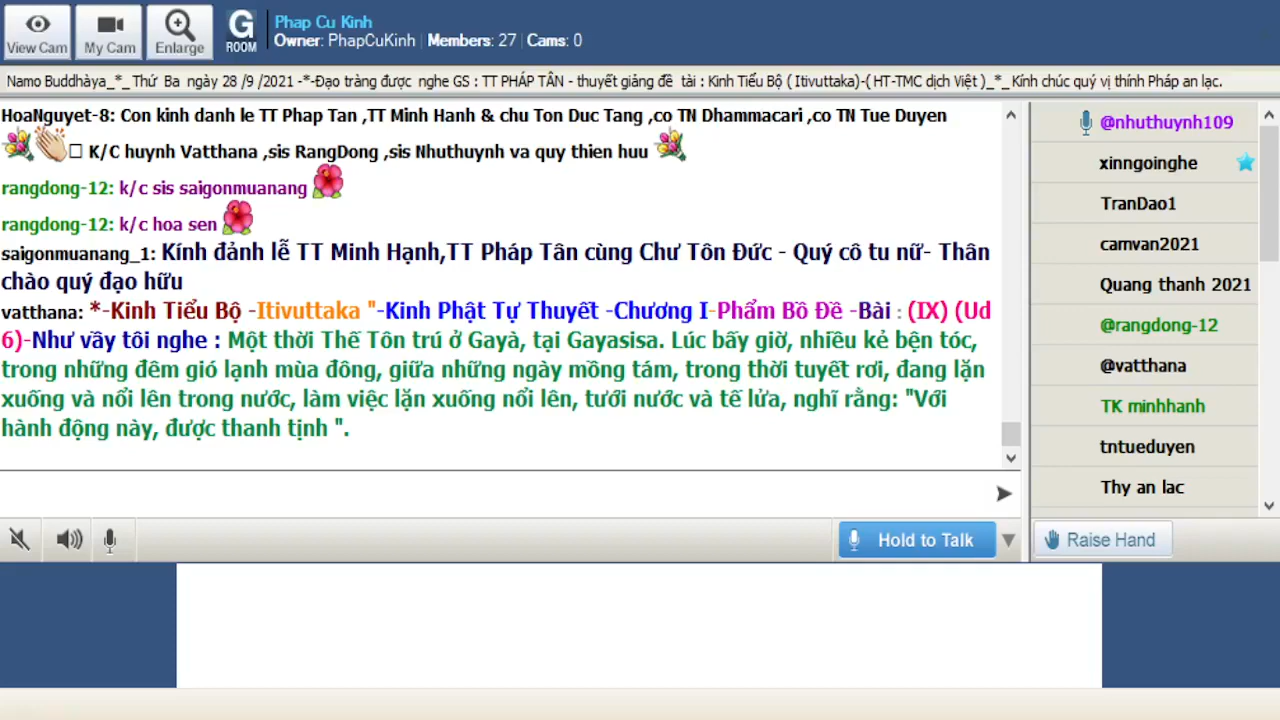 View Cam
My Cam
Enlarge
G
ROOM
Phap Cu Kinh
Owner: PhapCuKinh | Members: 27 | Cams: 0
Namo Buddhàya_*_Thứ Ba ngày 28 /9 /2021 -*-Đạo tràng được nghe GS : TT PHÁP TÂN - thuyết giảng đề tài : Kinh Tiểu Bộ ( Itivuttaka)-( HT-TMC dịch Việt )_*_Kính chúc quý vị thính Pháp an lạc.
HoaNguyet-8: Con kinh danh le TT Phap Tan ,TT Minh Hanh & chu Ton Duc Tang ,co TN Dhammacari ,co TN Tue Duyen
K/C huynh Vatthana ,sis RangDong ,sis Nhuthuynh va quy thien huu
rangdong-12: k/c sis saigonmuanang
rangdong-12: k/c hoa sen
saigonmuanang_1: Kính đảnh lễ TT Minh Hạnh,TT Pháp Tân cùng Chư Tôn Đức - Quý cô tu nữ- Thân
chào quý đạo hữu
vatthana: *-Kinh Tiểu Bộ -Itivuttaka "-Kinh Phật Tự Thuyết -Chương I-Phẩm Bồ Đề -Bài : (IX) (Ud
6)-Như vầy tôi nghe : Một thời Thế Tôn trú ở Gayà, tại Gayasisa. Lúc bấy giờ, nhiều kẻ bện tóc,
trong những đêm gió lạnh mùa đông, giữa những ngày mồng tám, trong thời tuyết rơi, đang lặn
xuống và nổi lên trong nước, làm việc lặn xuống nổi lên, tưới nước và tế lửa, nghĩ rằng: "Với
hành động này, được thanh tịnh ".
@nhuthuynh109
xinngoinghe
TranDao1
camvan2021
Quang thanh 2021
@rangdong-12
@vatthana
TK minhhanh
tntueduyen
Thy an lac
Hold to Talk
Raise Hand